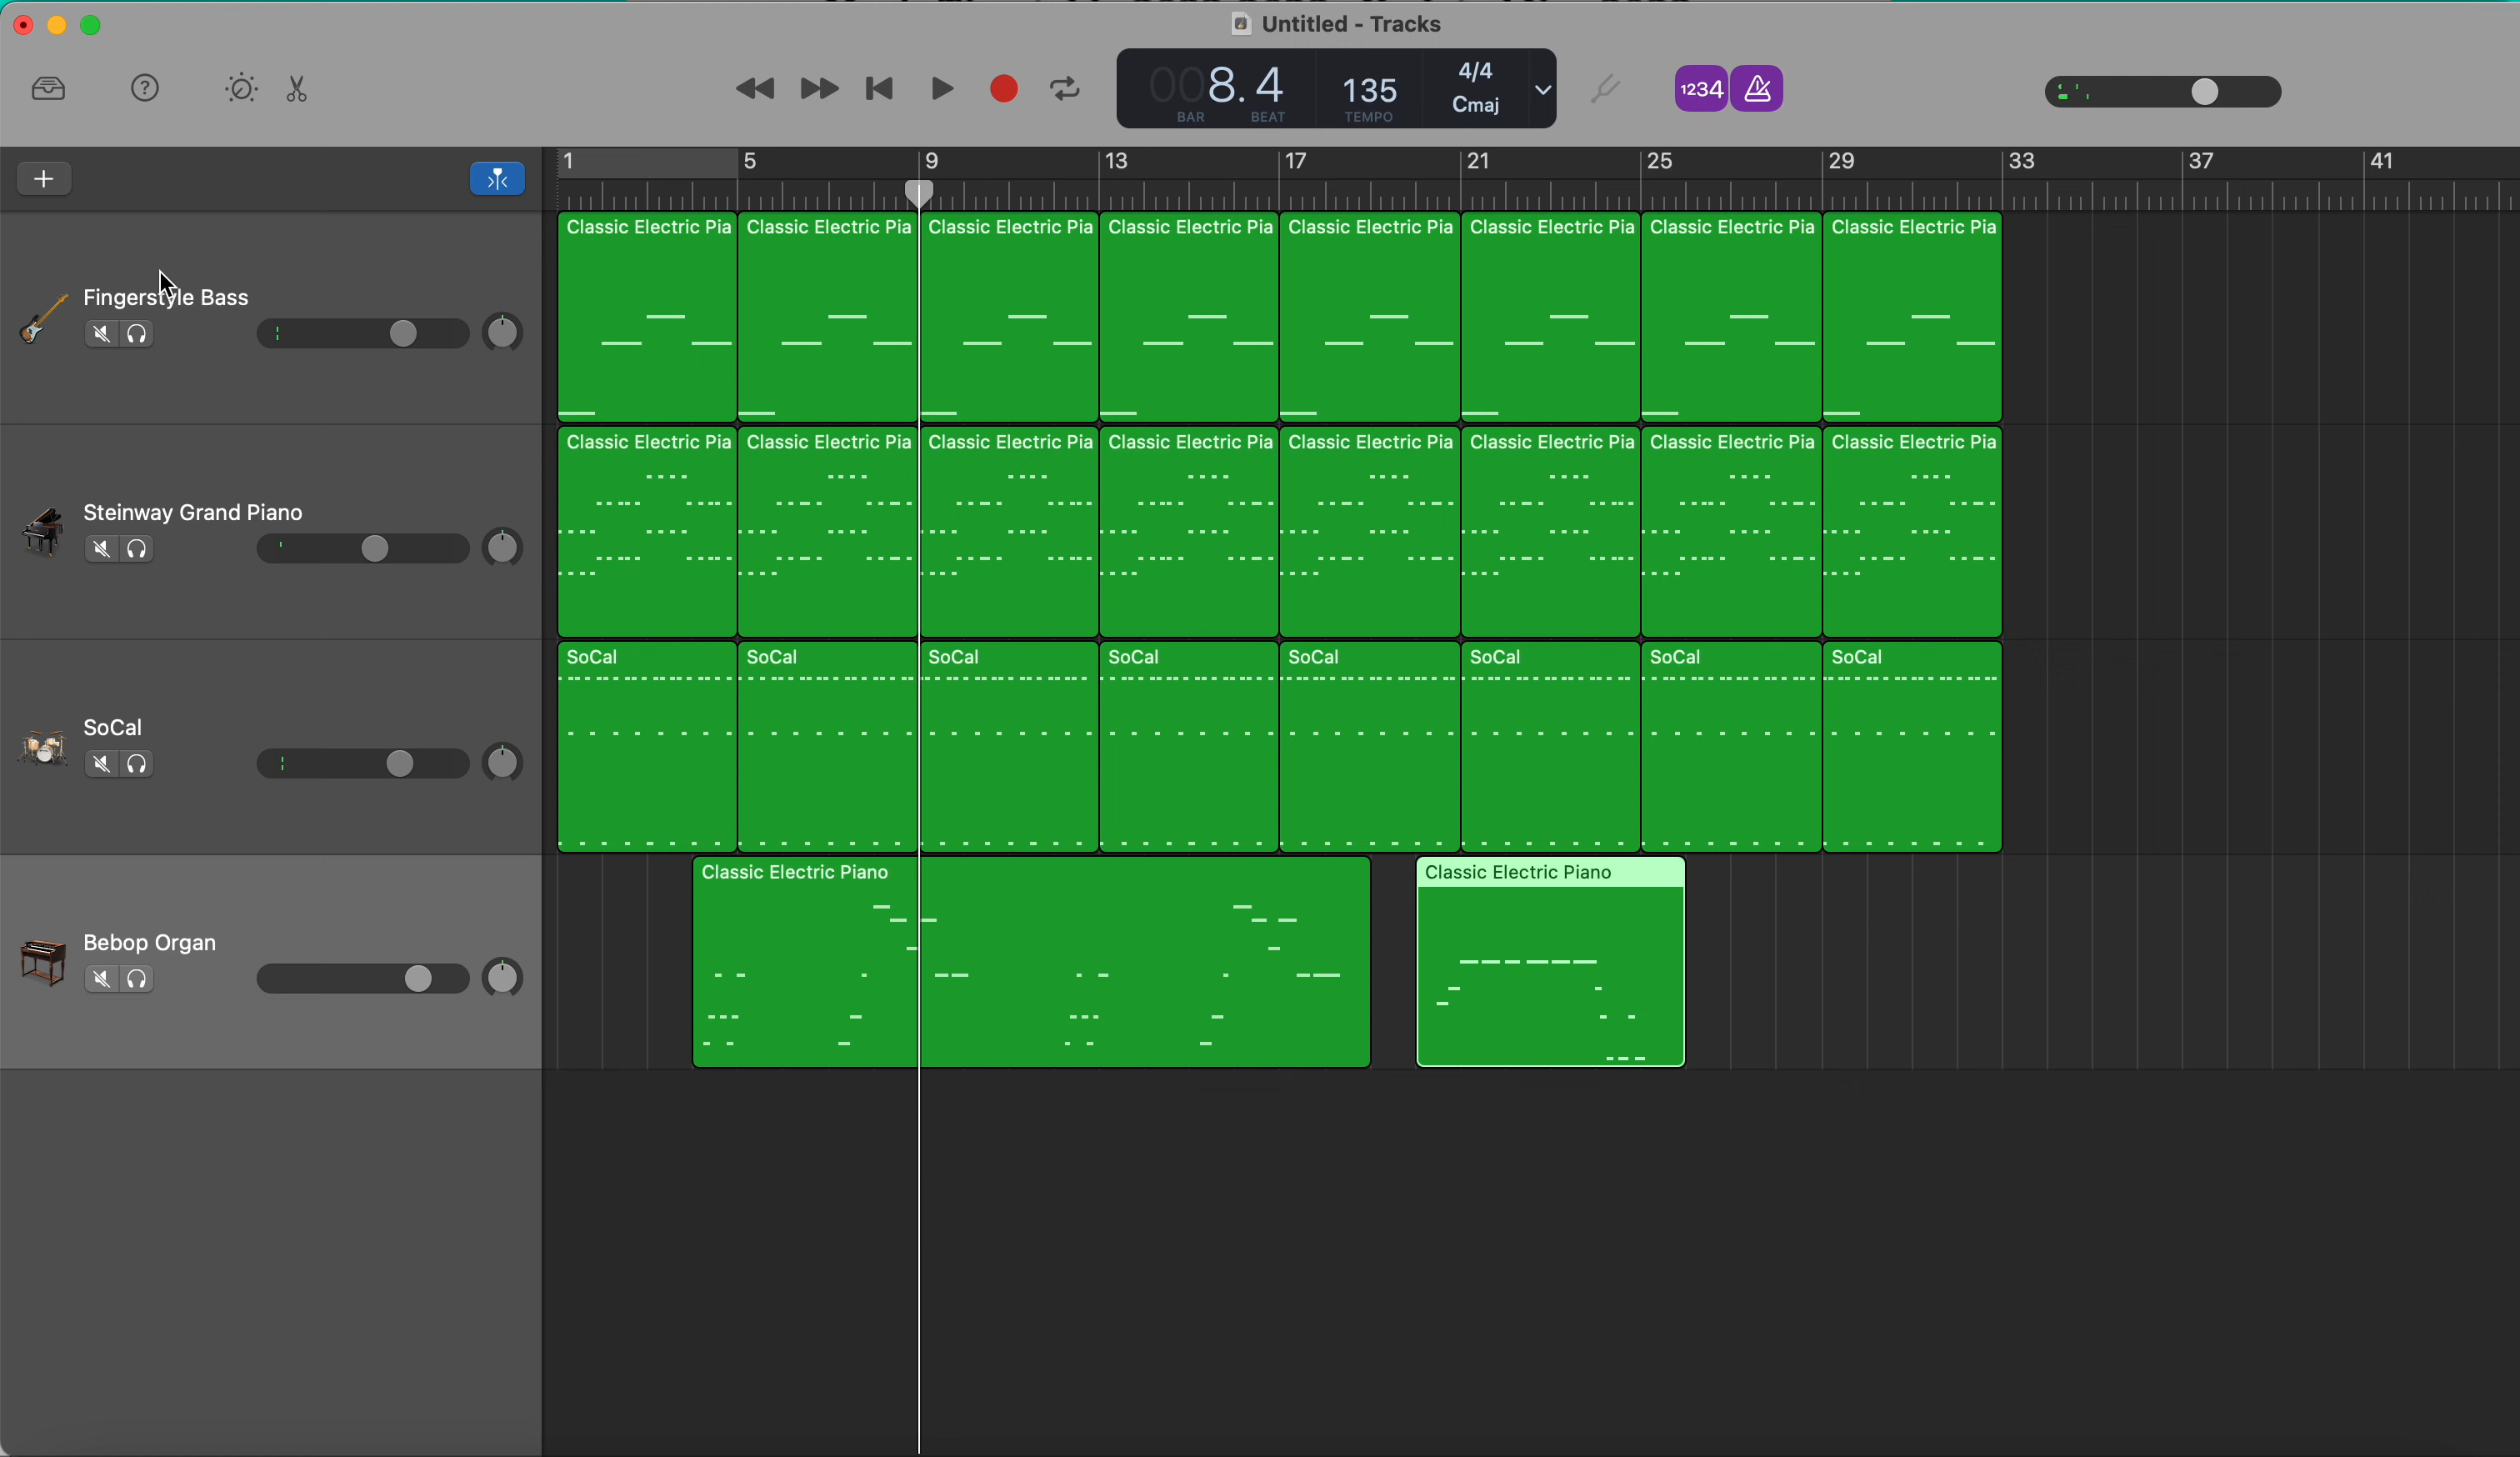 Untitled - Tracks
008.4
BAR BEAT
135
TEMPO
4/4
Cmaj
1234
1 5 9 13 17 21 25 29 33 37 41
Fingerstyle Bass
Classic Electric Pia Classic Electric Pia Classic Electric Pia Classic Electric Pia Classic Electric Pia Classic Electric Pia Classic Electric Pia Classic Electric Pia
Steinway Grand Piano
Classic Electric Pia Classic Electric Pia Classic Electric Pia Classic Electric Pia Classic Electric Pia Classic Electric Pia Classic Electric Pia Classic Electric Pia
SoCal
SoCal SoCal SoCal SoCal SoCal SoCal SoCal SoCal
Bebop Organ
Classic Electric Piano Classic Electric Piano